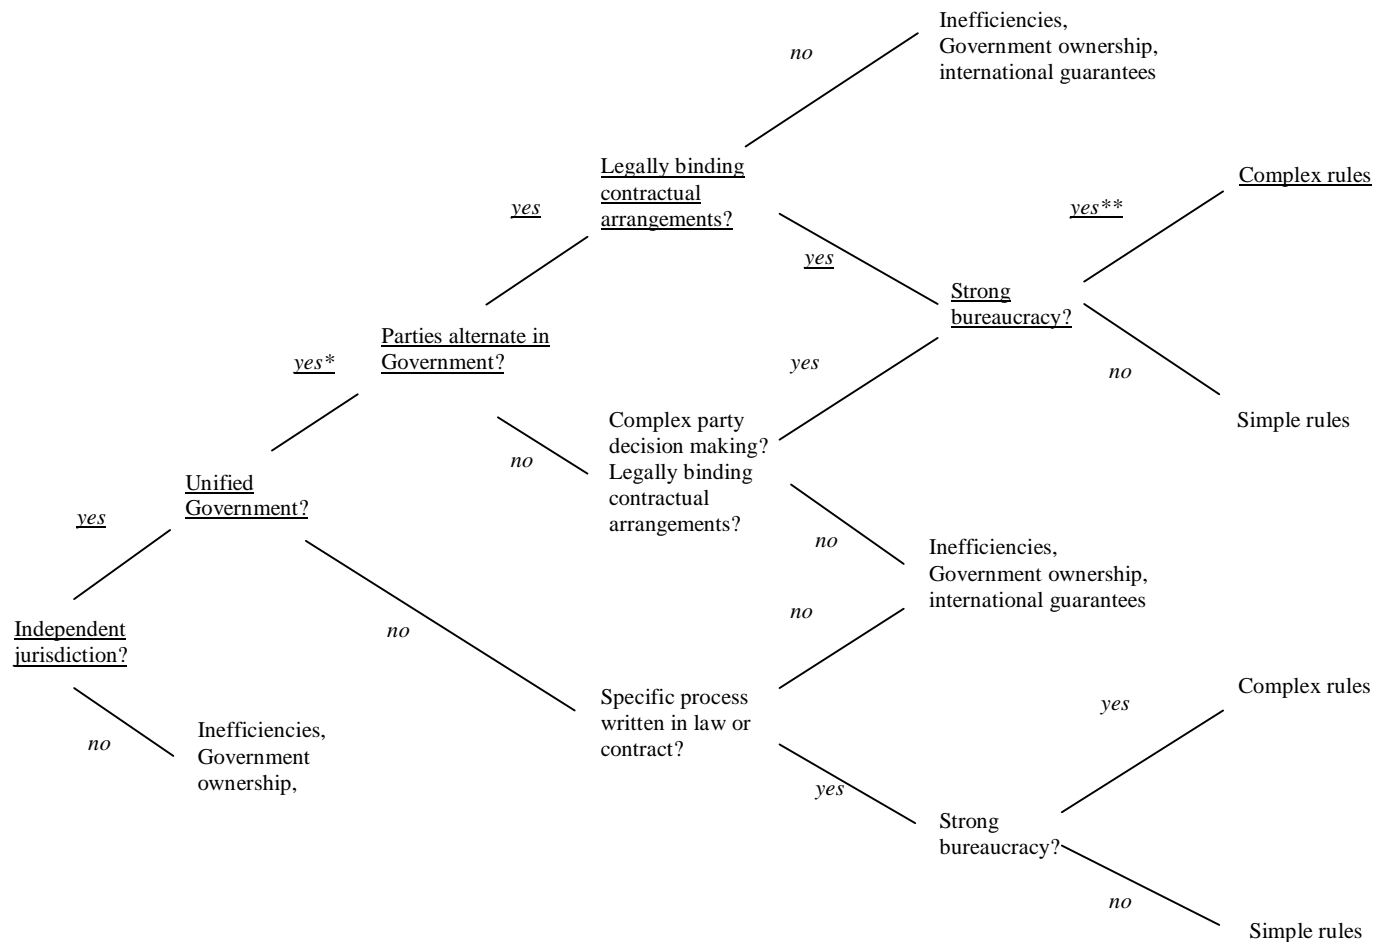 Inefficiencies,
Government ownership,
international guarantees
no
Legally binding
contractual
arrangements?
yes
Complex rules
yes**
yes
Strong
bureaucracy?
Parties alternate in
Government?
yes*
yes
no
Simple rules
Complex party
decision making?
Legally binding
contractual
arrangements?
no
Unified
Government?
yes
no
Inefficiencies,
Government ownership,
international guarantees
no
Independent
jurisdiction?
no
Specific process
written in law or
contract?
yes
Complex rules
no
Inefficiencies,
Government
ownership,
yes
Strong
bureaucracy?
no
Simple rules